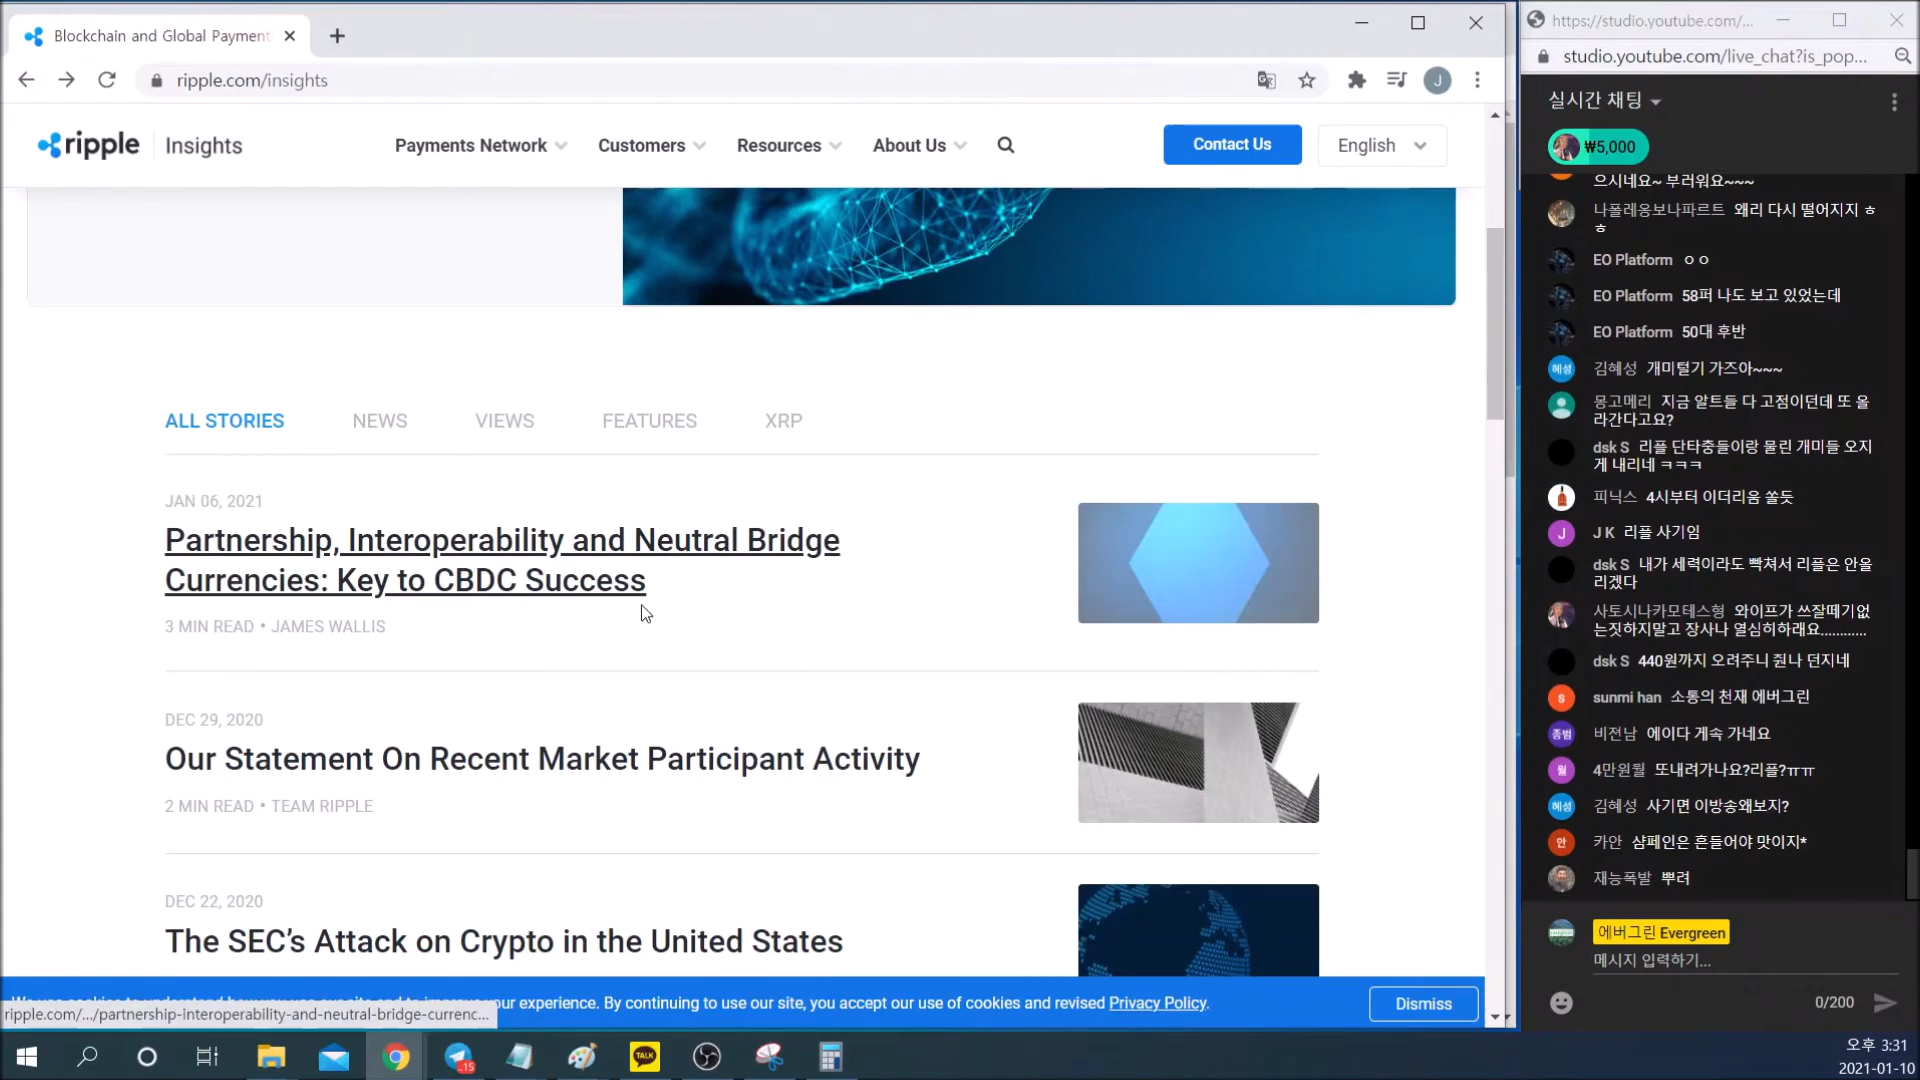 Blockchain and Global Payment
ripple.com/insights
J
ripple
Insights
Payments Network
Customers
Resources
About Us
Contact Us
English
ALL STORIES
NEWS
VIEWS
FEATURES
XRP
JAN 06, 2021
Partnership, Interoperability and Neutral Bridge
Currencies: Key to CBDC Success
3 MIN READ • JAMES WALLIS
DEC 29, 2020
Our Statement On Recent Market Participant Activity
2 MIN READ • TEAM RIPPLE
DEC 22, 2020
The SEC’s Attack on Crypto in the United States
our experience. By continuing to use our site, you accept our use of cookies and revised Privacy Policy.
Dismiss
ripple.com/.../partnership-interoperability-and-neutral-bridge-currenc...
https://studio.youtube.com/...
studio.youtube.com/live_chat?is_pop...
실시간 채팅
₩5,000
으시네요~ 부러워요~~~
나폴레옹보나파르트 왜리 다시 떨어지지 ㅎ
ㅎ
EO Platform ㅇㅇ
EO Platform 58퍼 나도 보고 있었는데
EO Platform 50대 후반
혜성 김혜성 개미털기 가즈아~~~
몽고메리 지금 알트들 다 고점이던데 또 올
라간다고요?
dsk S 리플 단타충들이랑 물린 개미들 오지
게 내리네 ㅋㅋㅋ
피닉스 4시부터 이더리움 쏠듯
J J K 리플 사기임
dsk S 내가 세력이라도 빡쳐서 리플은 안올
리겠다
사토시나카모테스형 와이프가 쓰잘떼기없
는짓하지말고 장사나 열심히하래요............
dsk S 440원까지 오려주니 줜나 던지네
s sunmi han 소통의 천재 에버그린
종범 비젼남 에이다 게속 가네요
월 4만원월 또내려가나요?리플?ㅠㅠ
혜성 김혜성 사기면 이방송왜보지?
안 카안 샴페인은 흔들어야 맛이지*
재능폭발 뿌려
에버그린 Evergreen
메시지 입력하기...
0/200
15
TALK
오후 3:31
2021-01-10